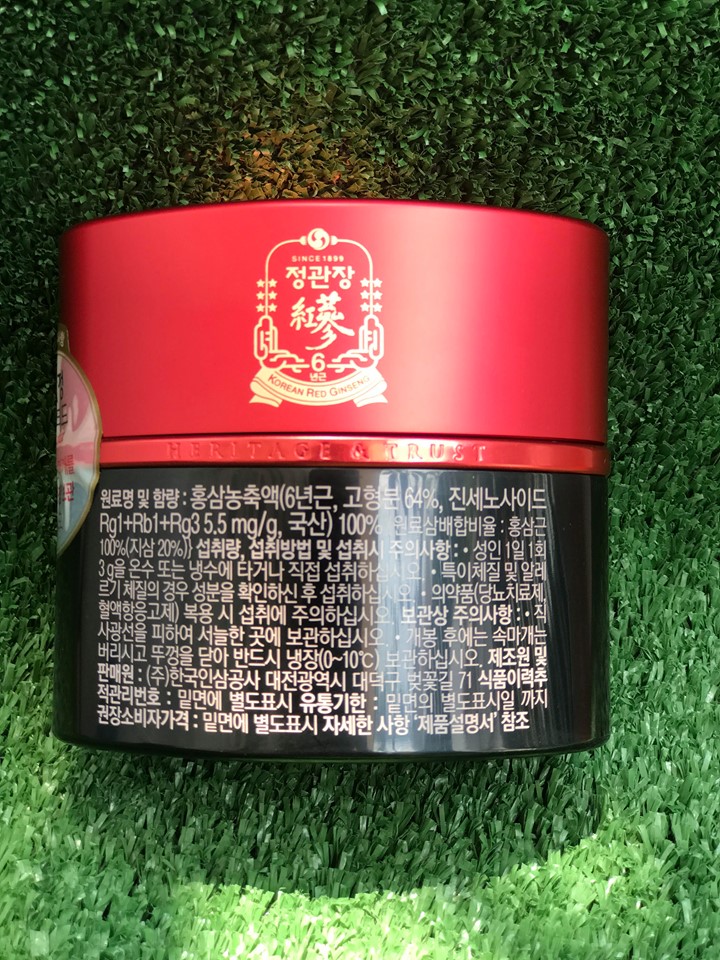 SINCE 1899
정관장
紅蔘
6
년근
KOREAN RED GINSENG
HERITAGE & TRUST
원료명 및 함량 : 홍삼농축액(6년근, 고형분 64%, 진세노사이드
Rg1+Rb1+Rg3 5.5 mg/g, 국산) 100% 원료삼배합비율 : 홍삼근
100%(지삼 20%)} 섭취량, 섭취방법 및 섭취시 주의사항 : • 성인 1일 1회
3 g을 온수 또는 냉수에 타거나 직접 섭취하십시오. • 특이체질 및 알레
르기 체질의 경우 성분을 확인하신 후 섭취하십시오. • 의약품(당뇨치료제,
혈액항응고제) 복용 시 섭취에 주의하십시오. 보관상 주의사항 : • 직
사광선을 피하여 서늘한 곳에 보관하십시오. • 개봉 후에는 속마개는
버리시고 뚜껑을 닫아 반드시 냉장(0~10℃) 보관하십시오. 제조원 및
판매원 : (주)한국인삼공사 대전광역시 대덕구 벚꽃길 71 식품이력추
적관리번호 : 밑면에 별도표시 유통기한 : 밑면의 별도표시일 까지
권장소비자가격 : 밑면에 별도표시 자세한 사항 '제품설명서' 참조